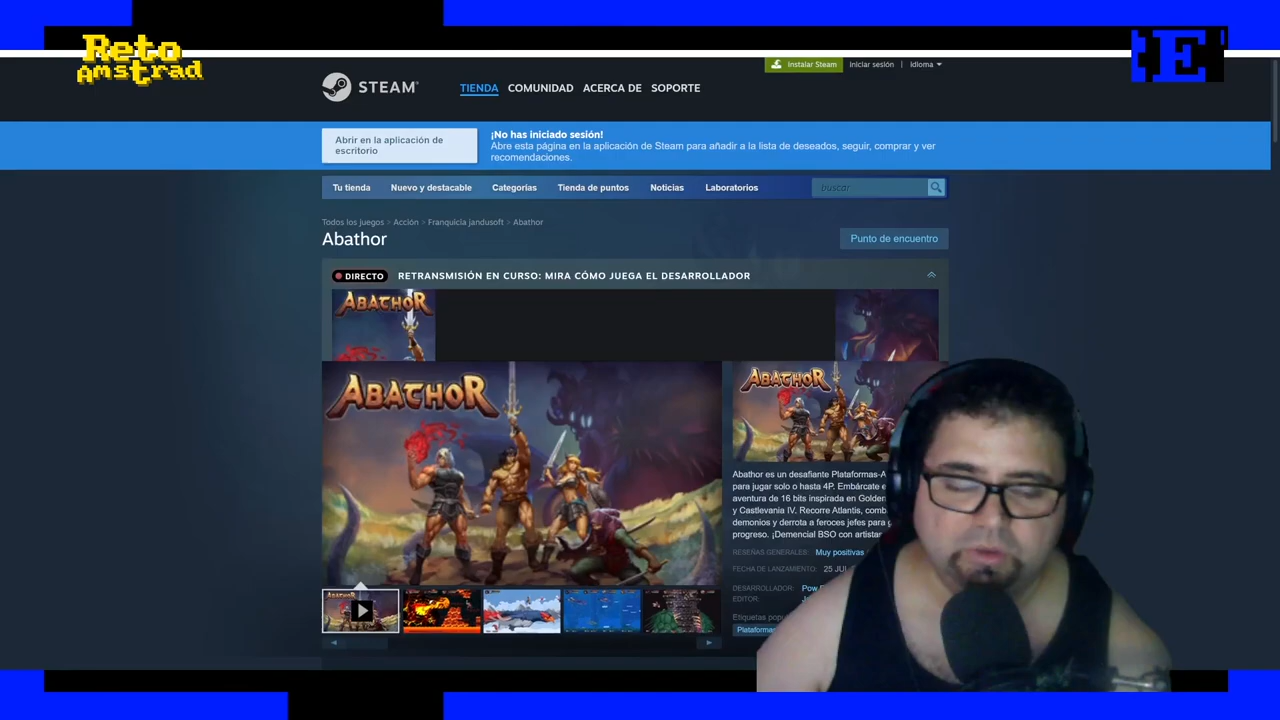 Reto
Amstrad
E
Instalar Steam
Iniciar sesión
Idioma
STEAM®
TIENDA
COMUNIDAD
ACERCA DE
SOPORTE
Abrir en la aplicación de
escritorio
¡No has iniciado sesión!
Abre esta página en la aplicación de Steam para añadir a la lista de deseados, seguir, comprar y ver
recomendaciones.
Tu tienda
Nuevo y destacable
Categorías
Tienda de puntos
Noticias
Laboratorios
buscar
Todos los juegos > Acción > Franquicia jandusoft > Abathor
Abathor
Punto de encuentro
DIRECTO
RETRANSMISIÓN EN CURSO: MIRA CÓMO JUEGA EL DESARROLLADOR
ABATHOR
ABATHOR
ABATHOR
Abathor es un desafiante Plataformas-A
para jugar solo o hasta 4P. Embárcate e
aventura de 16 bits inspirada en Golden
y Castlevania IV. Recorre Atlantis, comb
demonios y derrota a feroces jefes para g
progreso. ¡Demencial BSO con artistas
RESEÑAS GENERALES: Muy positivas
FECHA DE LANZAMIENTO: 25 JUL
DESARROLLADOR: Pow
EDITOR:
Etiquetas popu
Plataformas